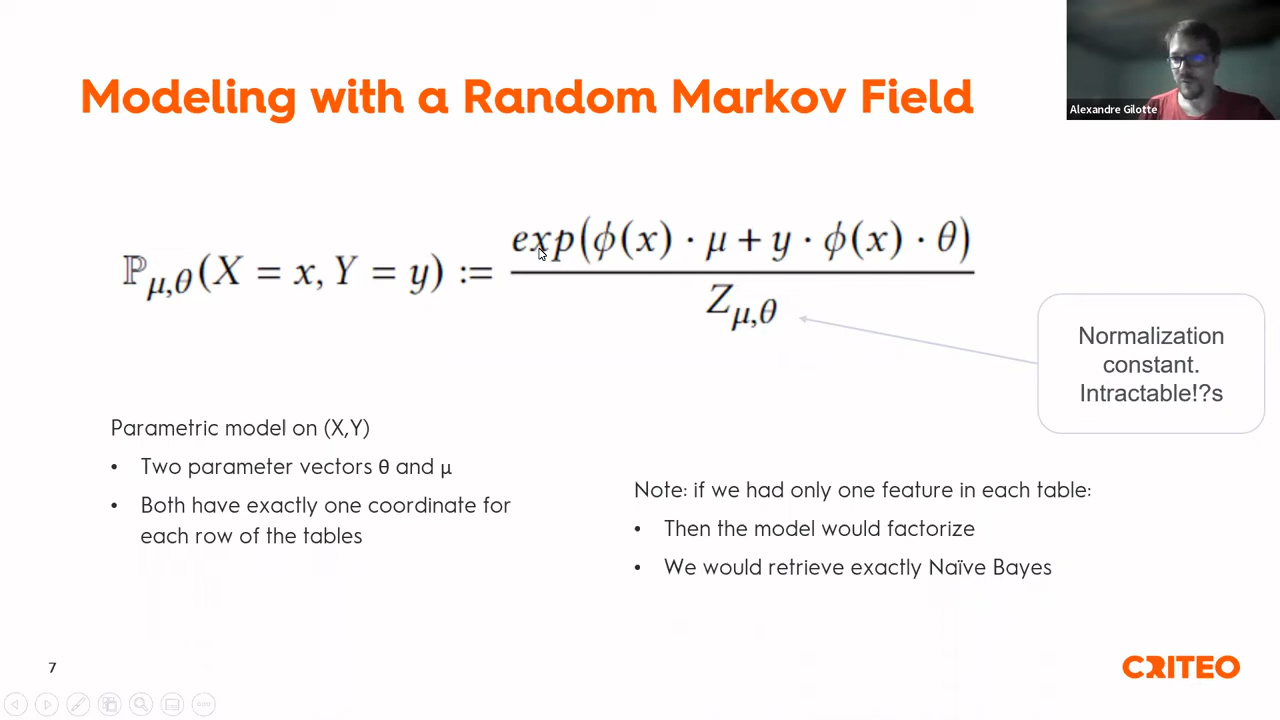 Modeling with a Random Markov Field
Alexandre Gilotte
ℙμ,θ(X = x, Y = y) := exp(ϕ(x) · μ + y · ϕ(x) · θ) / Zμ,θ
Normalization
constant.
Intractable!?s
Parametric model on (X,Y)
• Two parameter vectors θ and μ
• Both have exactly one coordinate for
each row of the tables
Note: if we had only one feature in each table:
• Then the model would factorize
• We would retrieve exactly Naïve Bayes
7
CRITEO